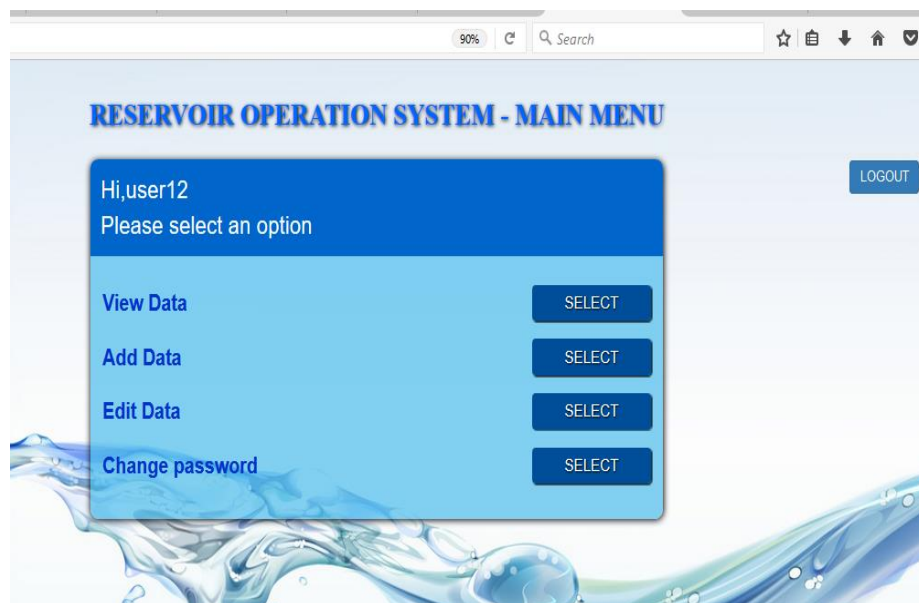 90%
Search
RESERVOIR OPERATION SYSTEM - MAIN MENU
LOGOUT
Hi,user12
Please select an option
View Data SELECT
Add Data SELECT
Edit Data SELECT
Change password SELECT